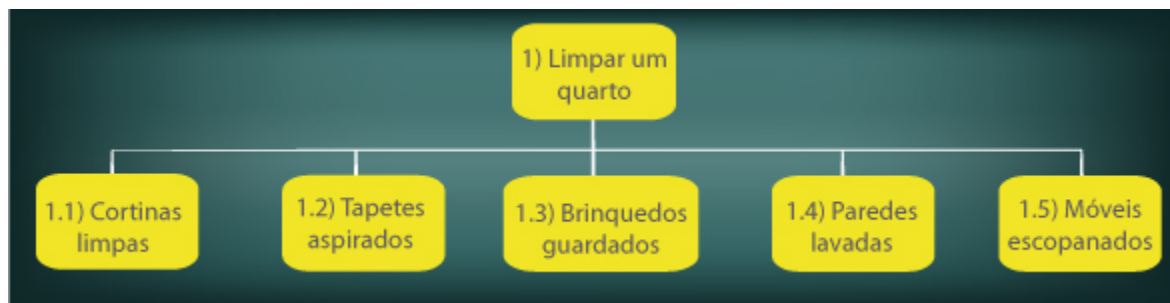 1) Limpar um
quarto
1.1) Cortinas
limpas
1.2) Tapetes
aspirados
1.3) Brinquedos
guardados
1.4) Paredes
lavadas
1.5) Móveis
escopanados